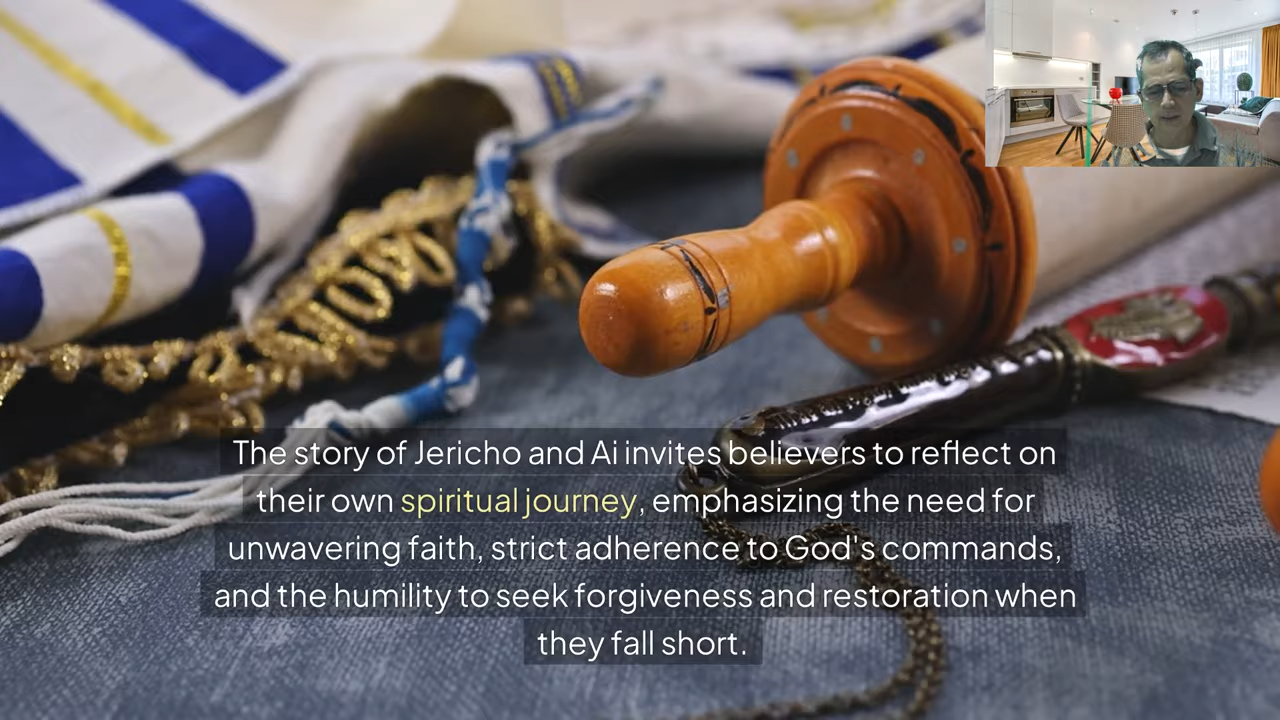 The story of Jericho and Ai invites believers to reflect on
their own spiritual journey, emphasizing the need for
unwavering faith, strict adherence to God's commands,
and the humility to seek forgiveness and restoration when
they fall short.